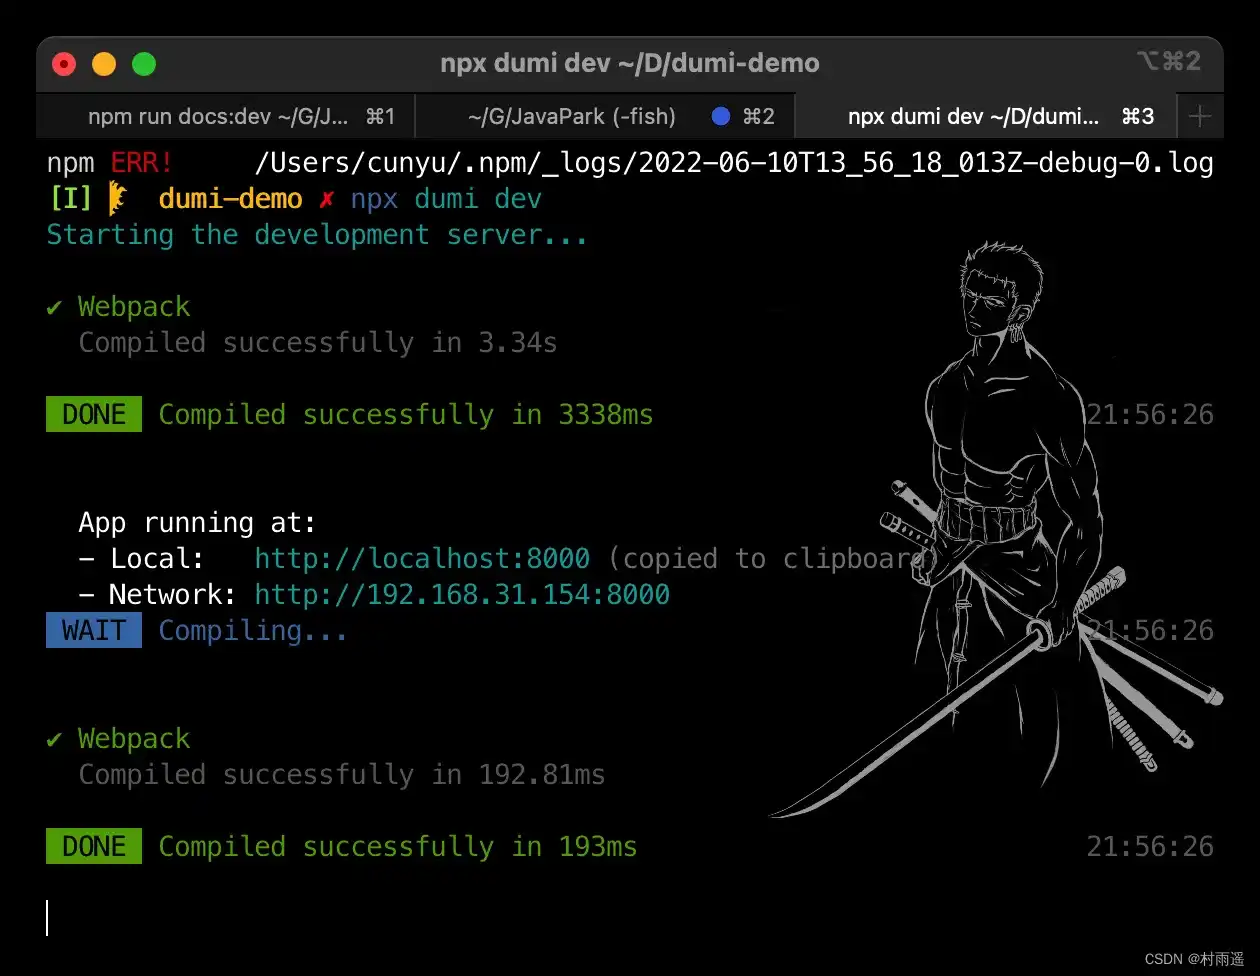 npx dumi dev ~/D/dumi-demo
⌥⌘2
npm run docs:dev ~/G/J... ⌘1
~/G/JavaPark (-fish) ⌘2
npx dumi dev ~/D/dumi... ⌘3
npm ERR! /Users/cunyu/.npm/_logs/2022-06-10T13_56_18_013Z-debug-0.log
[I] dumi-demo ✗ npx dumi dev
Starting the development server...
✔ Webpack
Compiled successfully in 3.34s
DONE Compiled successfully in 3338ms 21:56:26
App running at:
- Local: http://localhost:8000 (copied to clipboard)
- Network: http://192.168.31.154:8000
WAIT Compiling... 21:56:26
✔ Webpack
Compiled successfully in 192.81ms
DONE Compiled successfully in 193ms 21:56:26
CSDN @村雨遥